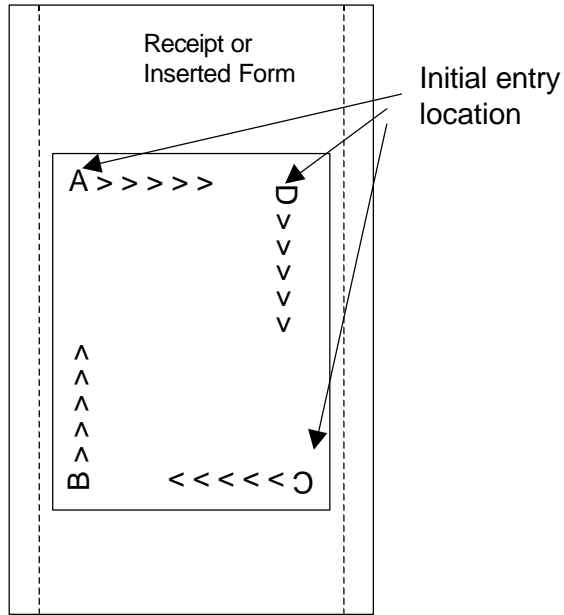 Receipt or
Inserted Form
Initial entry
location
A > > > > >
D > > > > >
B > > > > >
C > > > > >